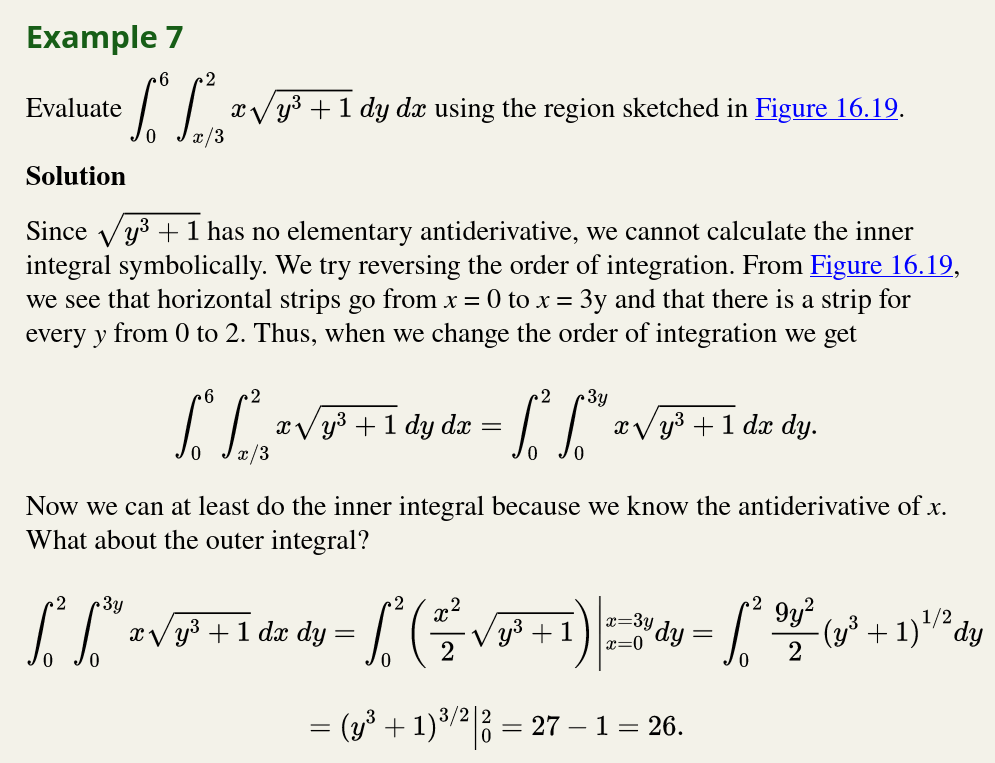 Example 7
Evaluate $\int_0^6 \int_{x/3}^2 x\sqrt{y^3+1}\, dy\, dx$ using the region sketched in Figure 16.19.
Solution
Since $\sqrt{y^3+1}$ has no elementary antiderivative, we cannot calculate the inner
integral symbolically. We try reversing the order of integration. From Figure 16.19,
we see that horizontal strips go from x = 0 to x = 3y and that there is a strip for
every y from 0 to 2. Thus, when we change the order of integration we get
$\int_0^6 \int_{x/3}^2 x\sqrt{y^3+1}\, dy\, dx = \int_0^2 \int_0^{3y} x\sqrt{y^3+1}\, dx\, dy.$
Now we can at least do the inner integral because we know the antiderivative of x.
What about the outer integral?
$\int_0^2 \int_0^{3y} x\sqrt{y^3+1}\, dx\, dy = \int_0^2 \left(\frac{x^2}{2}\sqrt{y^3+1}\right)\Big|_{x=0}^{x=3y} dy = \int_0^2 \frac{9y^2}{2}(y^3+1)^{1/2} dy$
$= (y^3+1)^{3/2}\Big|_0^2 = 27 - 1 = 26.$